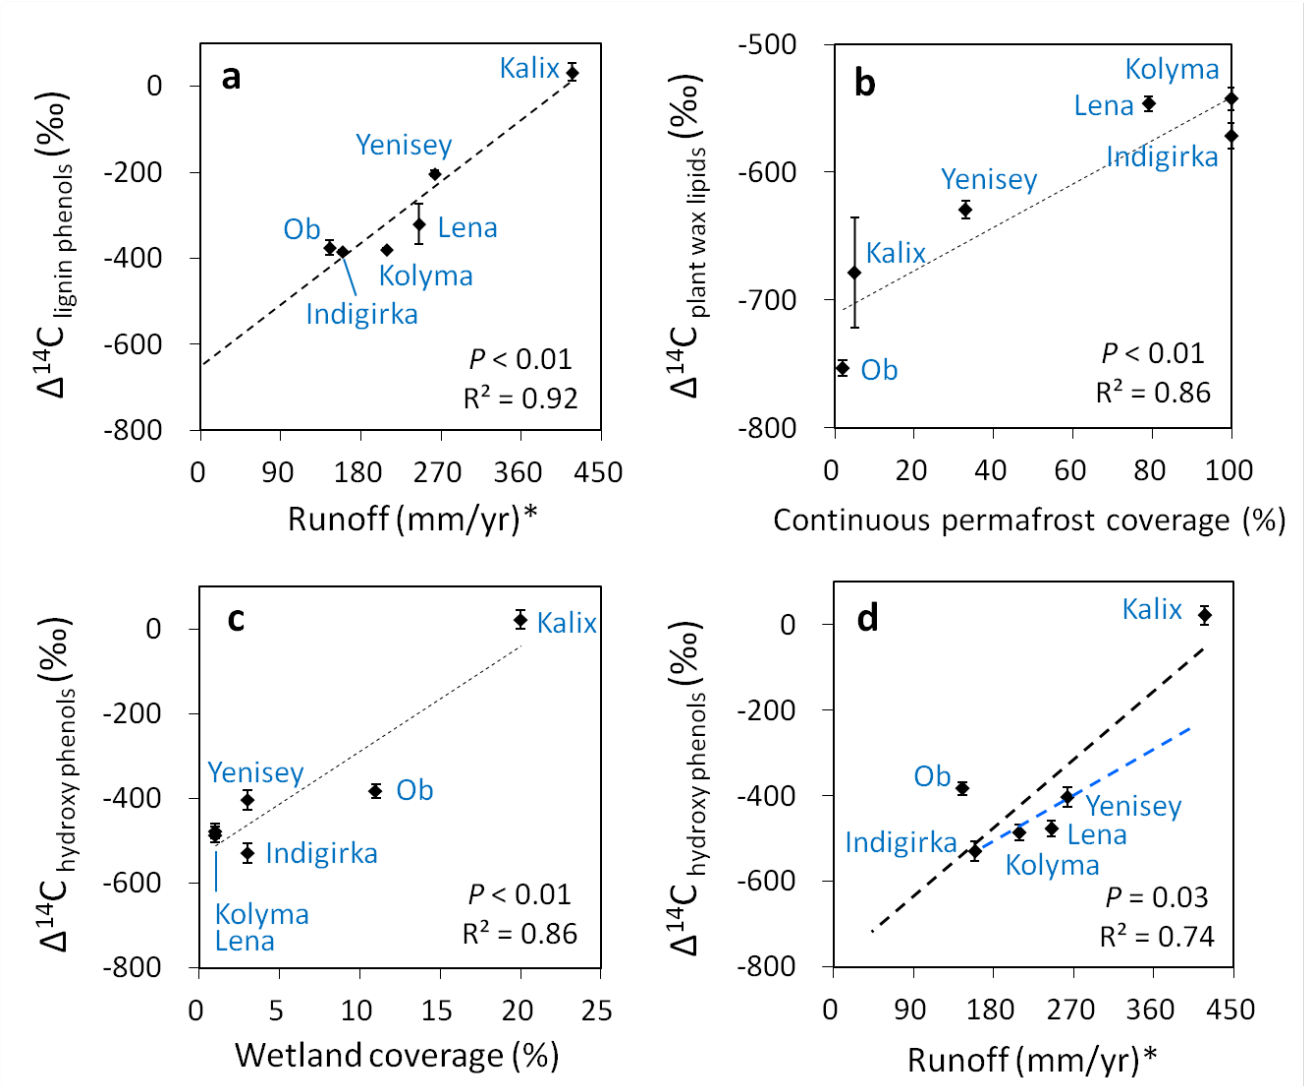 a
Δ¹⁴C lignin phenols (‰)
0
-200
-400
-600
-800
Kalix
Yenisey
Ob
Lena
Kolyma
Indigirka
P < 0.01
R² = 0.92
0 90 180 270 360 450
Runoff (mm/yr)*
b
Δ¹⁴C plant wax lipids (‰)
-500
-600
-700
-800
Kolyma
Lena
Indigirka
Yenisey
Kalix
Ob
P < 0.01
R² = 0.86
0 20 40 60 80 100
Continuous permafrost coverage (%)
c
Δ¹⁴C hydroxy phenols (‰)
0
-200
-400
-600
-800
Kalix
Yenisey
Ob
Indigirka
Kolyma
Lena
P < 0.01
R² = 0.86
0 5 10 15 20 25
Wetland coverage (%)
d
Δ¹⁴C hydroxy phenols (‰)
0
-200
-400
-600
-800
Kalix
Ob
Yenisey
Indigirka
Lena
Kolyma
P = 0.03
R² = 0.74
0 90 180 270 360 450
Runoff (mm/yr)*